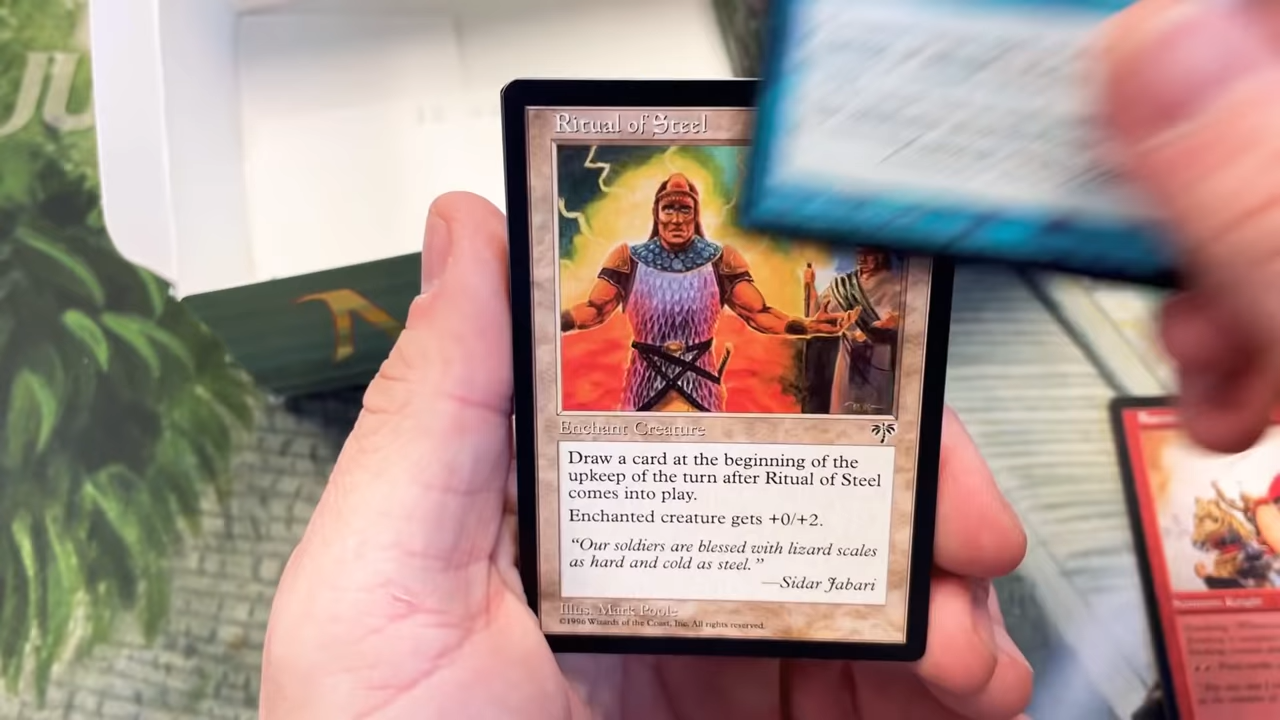 JU
Ritual of Steel
Enchant Creature
Draw a card at the beginning of the
upkeep of the turn after Ritual of Steel
comes into play.
Enchanted creature gets +0/+2.
“Our soldiers are blessed with lizard scales
as hard and cold as steel.”
—Sidar Jabari
Illus. Mark Poole
©1996 Wizards of the Coast, Inc. All rights reserved.